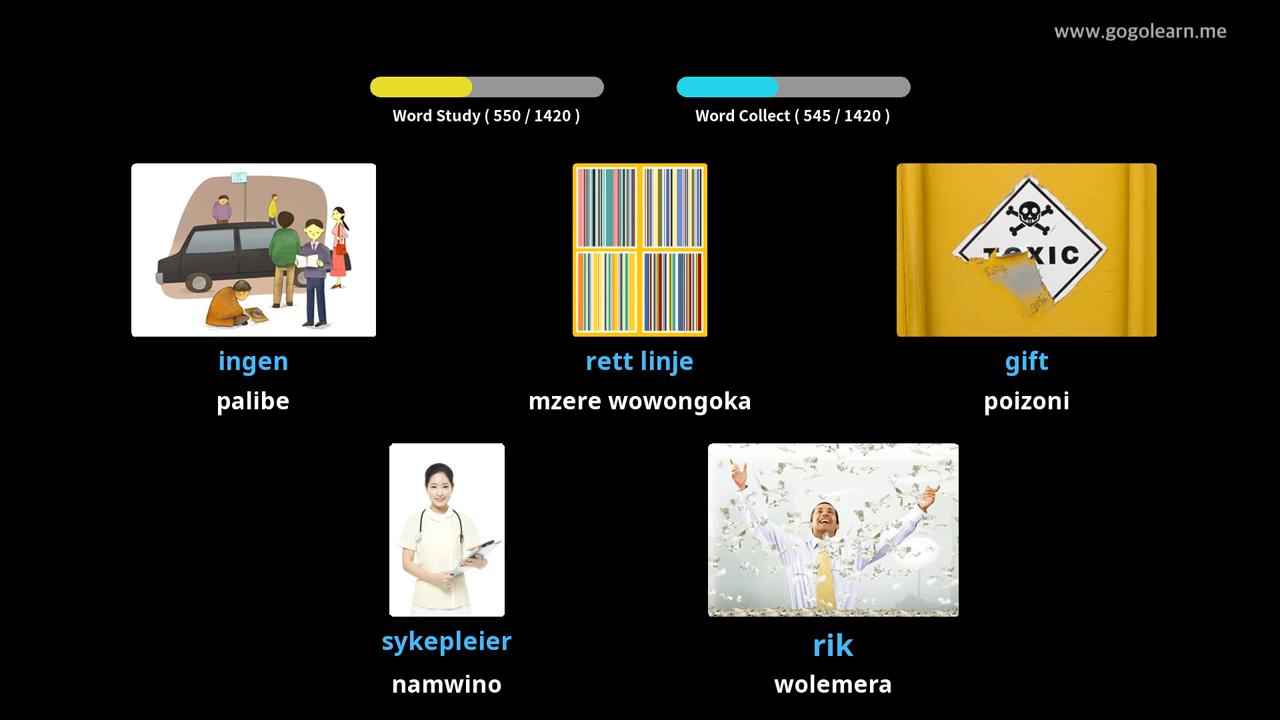 www.gogolearn.me
Word Study ( 550 / 1420 )
Word Collect ( 545 / 1420 )
TOXIC
ingen
palibe
rett linje
mzere wowongoka
gift
poizoni
sykepleier
namwino
rik
wolemera